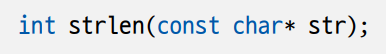 int strlen(const char* str);